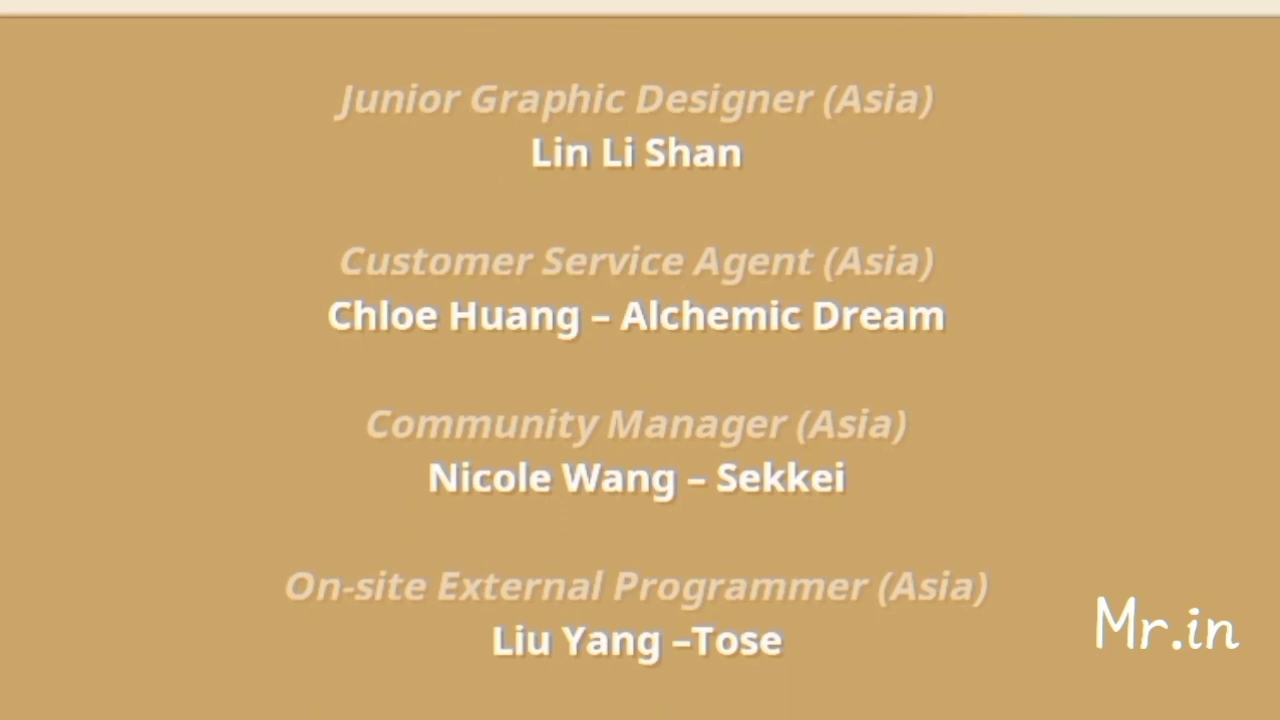 Junior Graphic Designer (Asia)
Lin Li Shan
Customer Service Agent (Asia)
Chloe Huang – Alchemic Dream
Community Manager (Asia)
Nicole Wang – Sekkei
On-site External Programmer (Asia)
Liu Yang –Tose
Mr.in